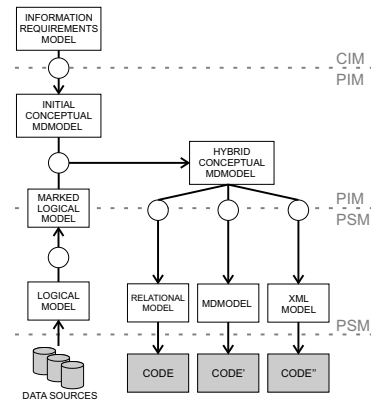 INFORMATION
REQUIREMENTS
MODEL
CIM
PIM
INITIAL
CONCEPTUAL
MDMODEL
HYBRID
CONCEPTUAL
MDMODEL
MARKED
LOGICAL
MODEL
PIM
PSM
LOGICAL
MODEL
RELATIONAL
MODEL
MDMODEL
XML
MODEL
PSM
CODE
CODE'
CODE''
DATA SOURCES